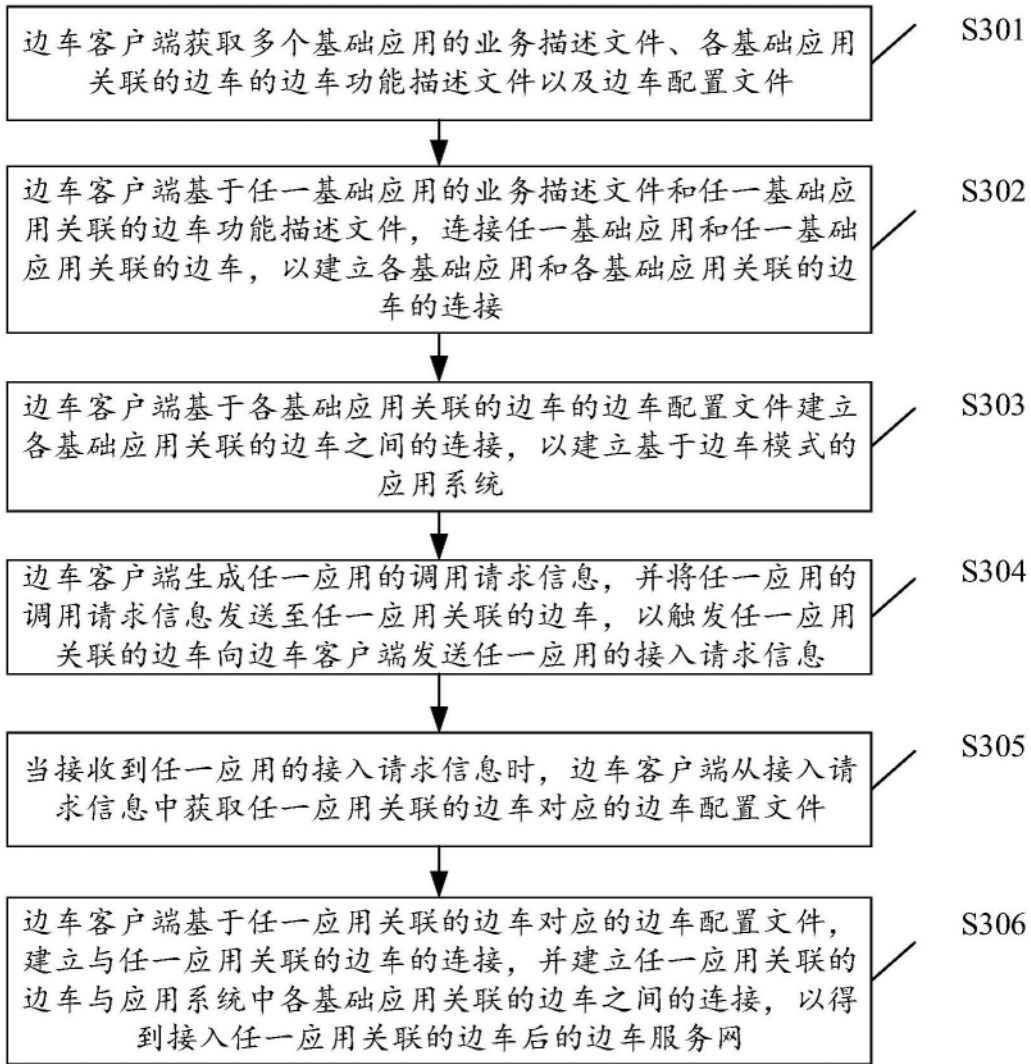 边车客户端获取多个基础应用的业务描述文件、各基础应用
关联的边车的边车功能描述文件以及边车配置文件
S301
边车客户端基于任一基础应用的业务描述文件和任一基础应
用关联的边车功能描述文件，连接任一基础应用和任一基础
应用关联的边车，以建立各基础应用和各基础应用关联的边
车的连接
S302
边车客户端基于各基础应用关联的边车的边车配置文件建立
各基础应用关联的边车之间的连接，以建立基于边车模式的
应用系统
S303
边车客户端生成任一应用的调用请求信息，并将任一应用的
调用请求信息发送至任一应用关联的边车，以触发任一应用
关联的边车向边车客户端发送任一应用的接入请求信息
S304
当接收到任一应用的接入请求信息时，边车客户端从接入请
求信息中获取任一应用关联的边车对应的边车配置文件
S305
边车客户端基于任一应用关联的边车对应的边车配置文件，
建立与任一应用关联的边车的连接，并建立任一应用关联的
边车与应用系统中各基础应用关联的边车之间的连接，以得
到接入任一应用关联的边车后的边车服务网
S306